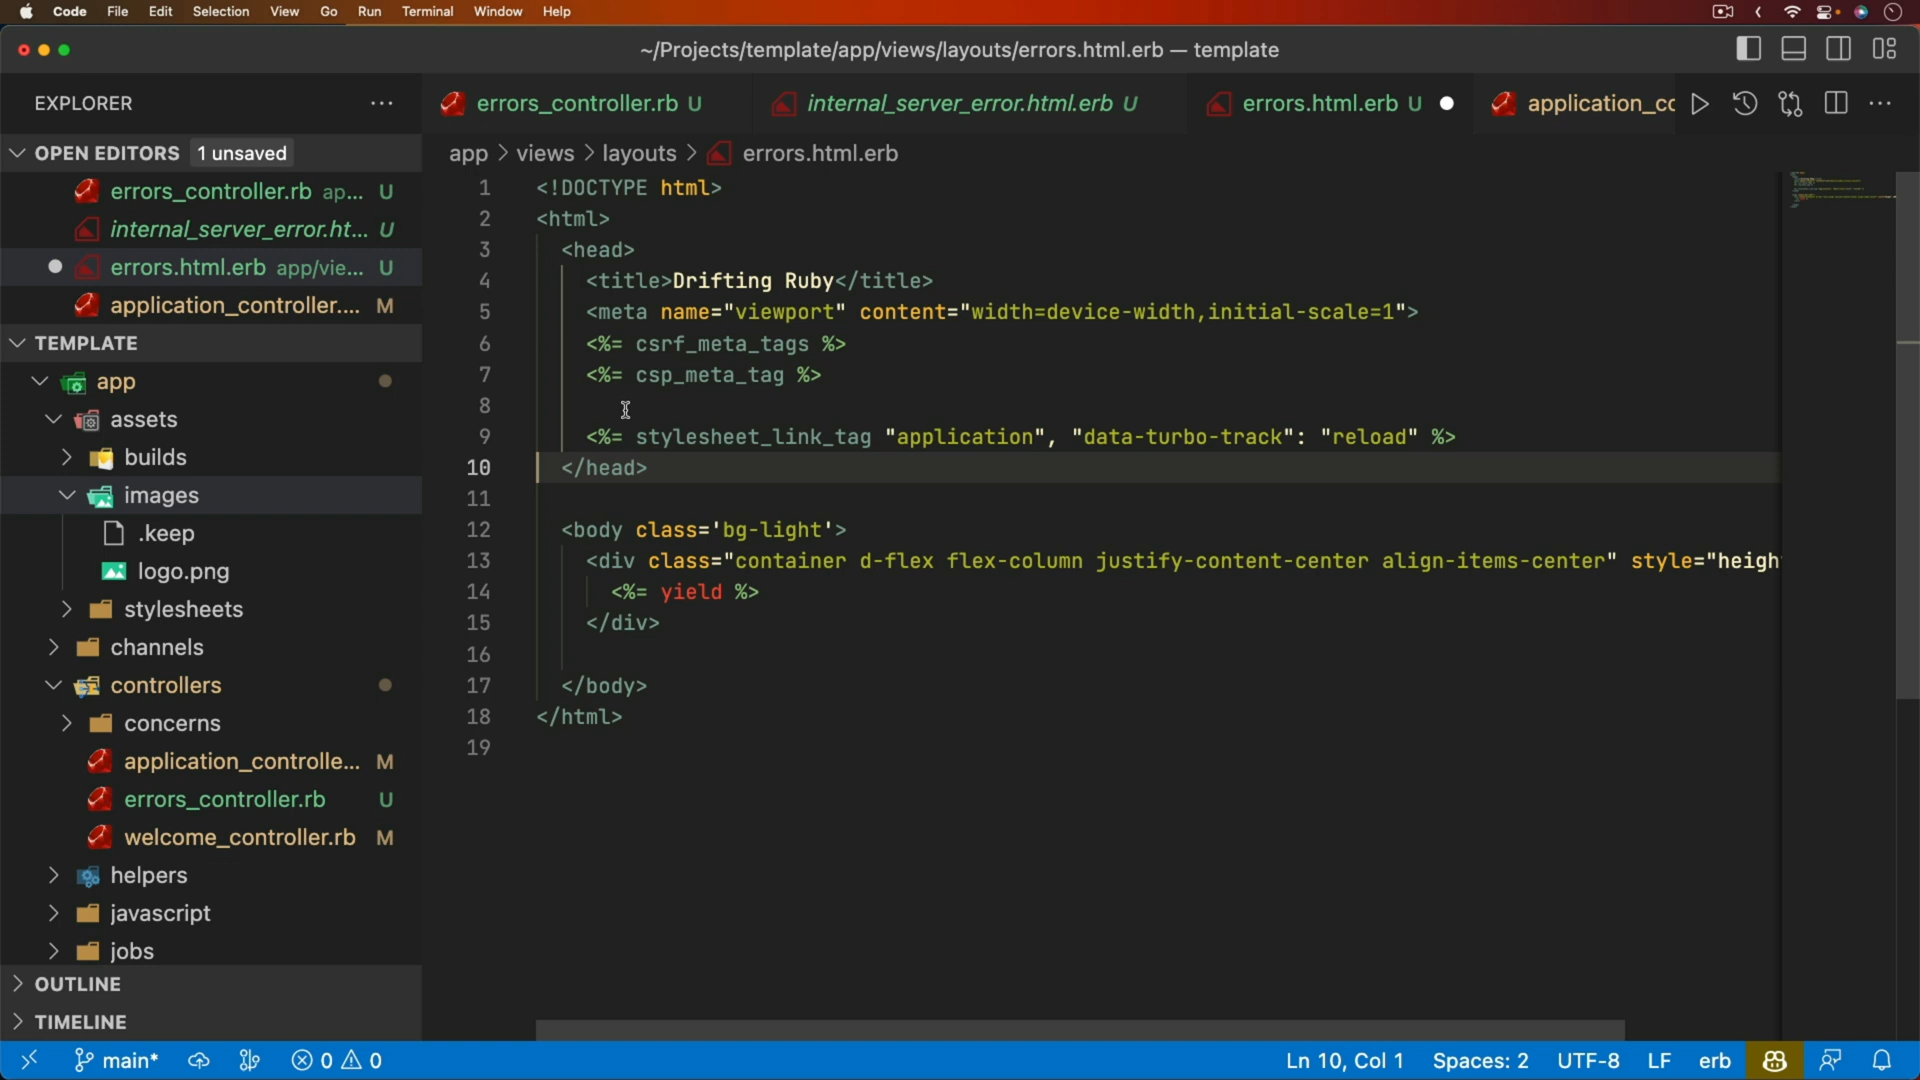 Code File Edit Selection View Go Run Terminal Window Help
~/Projects/template/app/views/layouts/errors.html.erb — template
EXPLORER
OPEN EDITORS 1 unsaved
errors_controller.rb ap... U
internal_server_error.ht... U
errors.html.erb app/vie... U
application_controller.... M
TEMPLATE
app
assets
builds
images
.keep
logo.png
stylesheets
channels
controllers
concerns
application_controlle... M
errors_controller.rb U
welcome_controller.rb M
helpers
javascript
jobs
OUTLINE
TIMELINE
errors_controller.rb U internal_server_error.html.erb U errors.html.erb U application_cc
app > views > layouts > errors.html.erb
1 <!DOCTYPE html>
2 <html>
3 <head>
4 <title>Drifting Ruby</title>
5 <meta name="viewport" content="width=device-width,initial-scale=1">
6 <%= csrf_meta_tags %>
7 <%= csp_meta_tag %>
8
9 <%= stylesheet_link_tag "application", "data-turbo-track": "reload" %>
10 </head>
11
12 <body class='bg-light'>
13 <div class="container d-flex flex-column justify-content-center align-items-center" style="heigh
14 <%= yield %>
15 </div>
16
17 </body>
18 </html>
19
main* 0 0 Ln 10, Col 1 Spaces: 2 UTF-8 LF erb